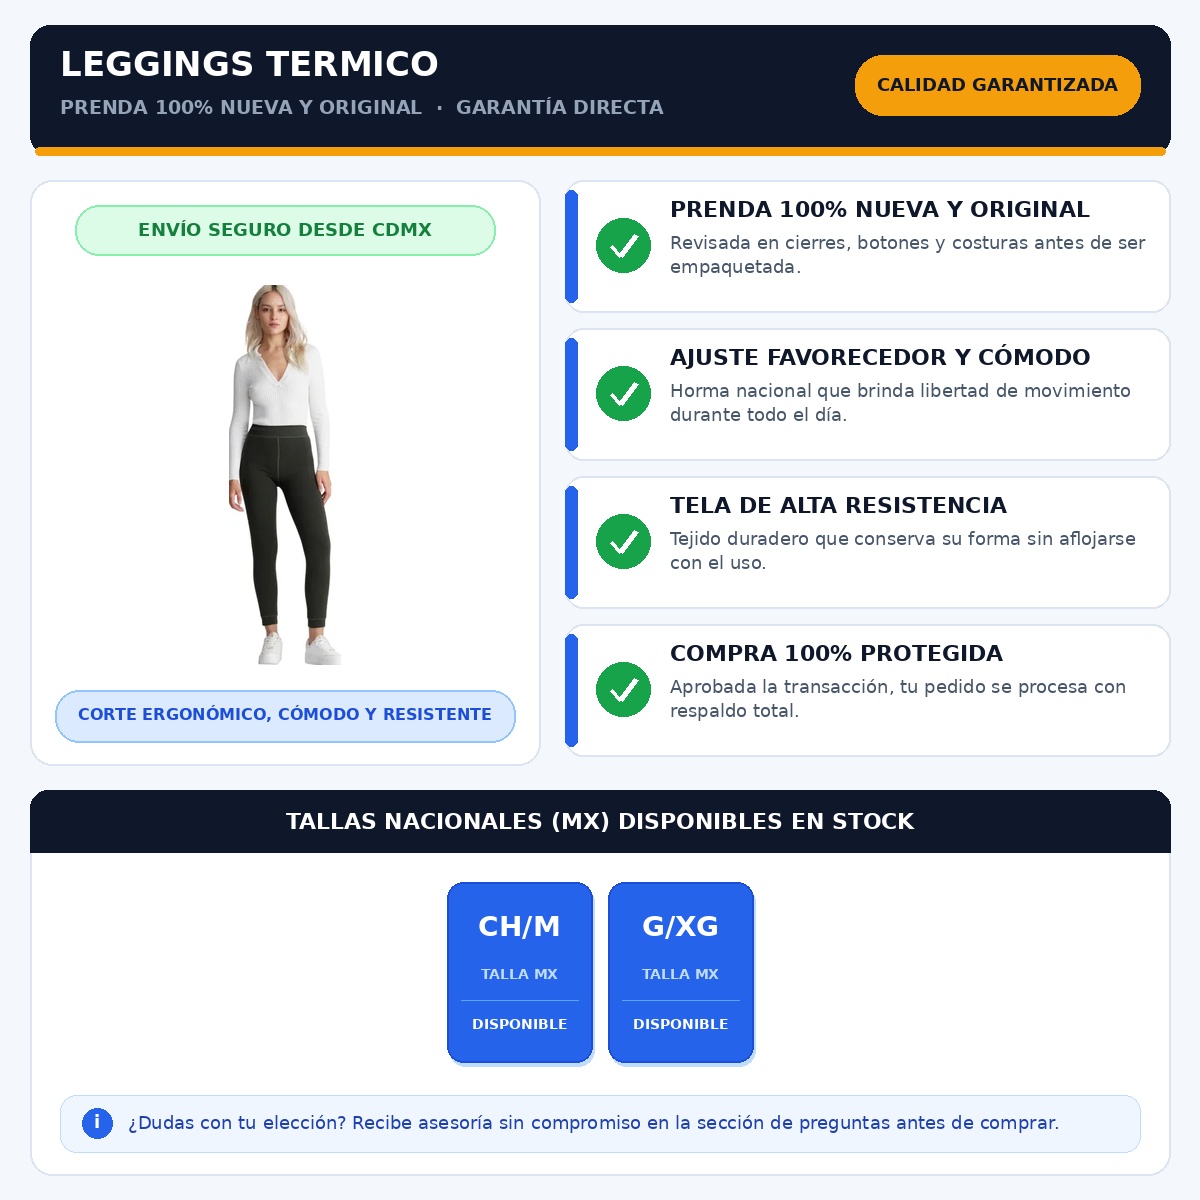 LEGGINGS TERMICO
PRENDA 100% NUEVA Y ORIGINAL · GARANTÍA DIRECTA
CALIDAD GARANTIZADA
ENVÍO SEGURO DESDE CDMX
CORTE ERGONÓMICO, CÓMODO Y RESISTENTE
PRENDA 100% NUEVA Y ORIGINAL
Revisada en cierres, botones y costuras antes de ser
empaquetada.
AJUSTE FAVORECEDOR Y CÓMODO
Horma nacional que brinda libertad de movimiento
durante todo el día.
TELA DE ALTA RESISTENCIA
Tejido duradero que conserva su forma sin aflojarse
con el uso.
COMPRA 100% PROTEGIDA
Aprobada la transacción, tu pedido se procesa con
respaldo total.
TALLAS NACIONALES (MX) DISPONIBLES EN STOCK
CH/M
TALLA MX
DISPONIBLE
G/XG
TALLA MX
DISPONIBLE
i
¿Dudas con tu elección? Recibe asesoría sin compromiso en la sección de preguntas antes de comprar.